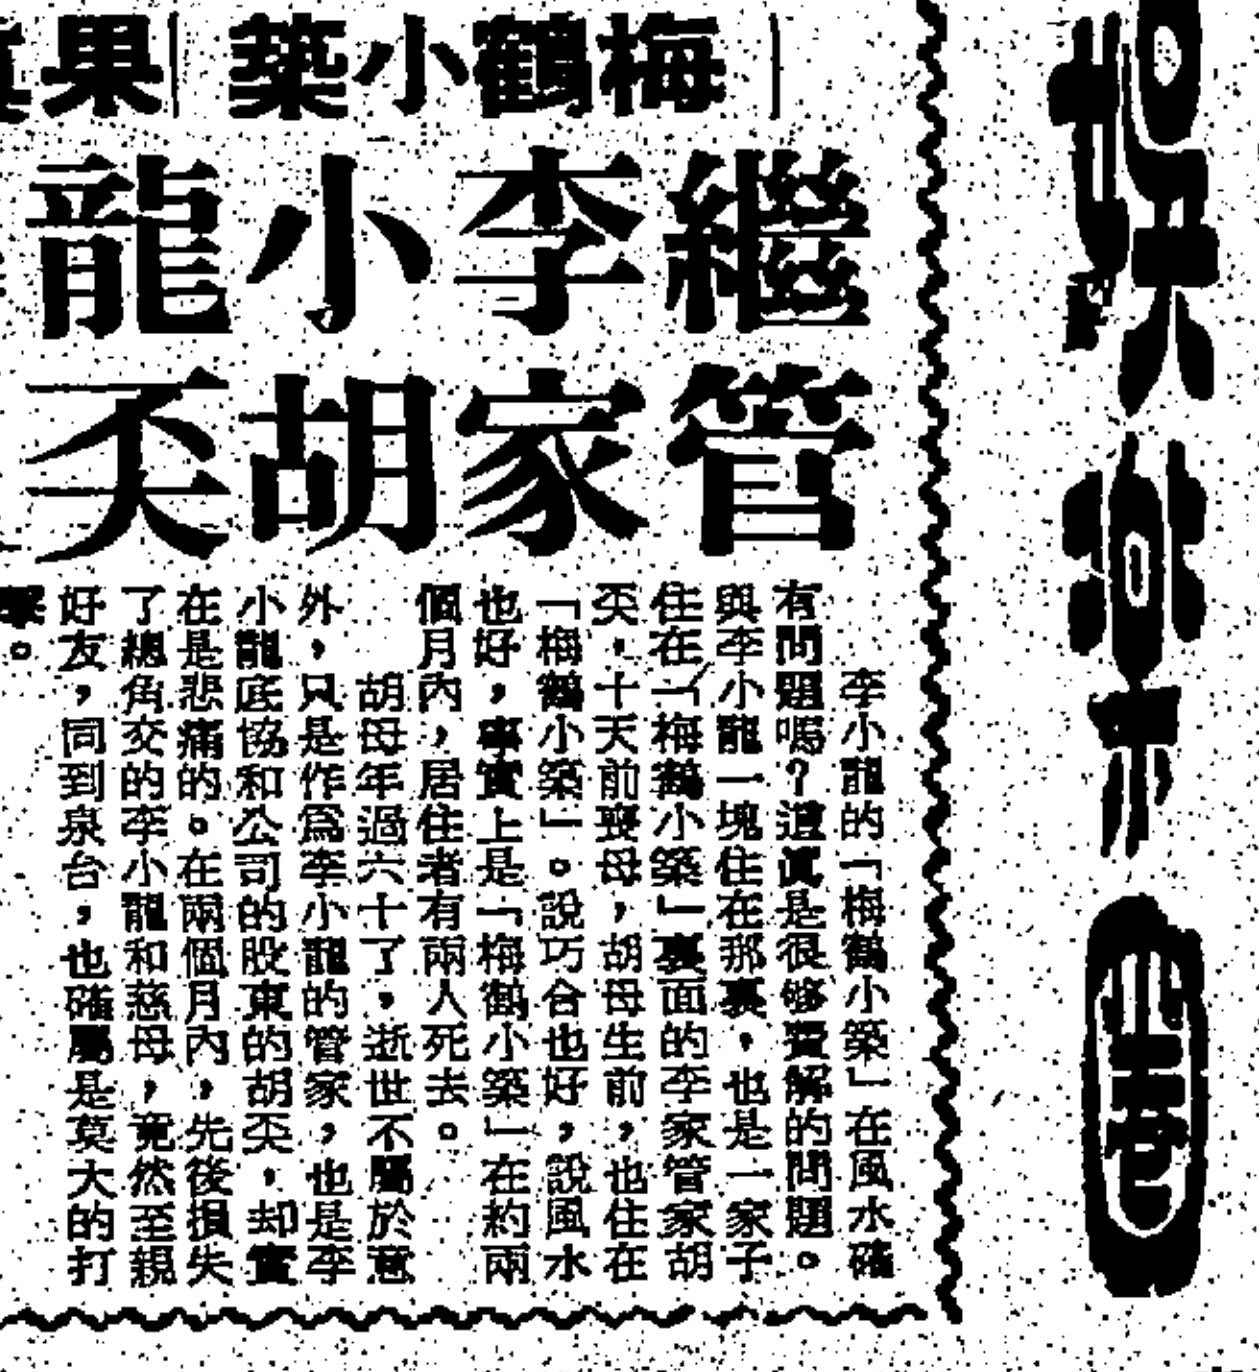 梅鶴小築
果
繼李小龍
管家胡奀
李小龍的「梅鶴小築」在風水確
有問題嗎?這眞是很够費解的問題。
與李小龍一塊住在那裏,也是一家子
住在「梅鶴小築」裏面的李家管家胡
奀,十天前喪母,胡母生前,也住在
「梅鶴小築」。說巧合也好,說風水
也好,事實上是「梅鶴小築」在約兩
個月內,居住者有兩人死去。
胡母年過六十了,逝世不屬於意
外,只是作爲李小龍的管家,也是李
小龍底協和公司的股東的胡奀,却實
在是悲痛的。在兩個月內,先後損失
了總角交的李小龍和慈母,竟然至親
好友,同到泉台,也確屬是莫大的打
娛樂